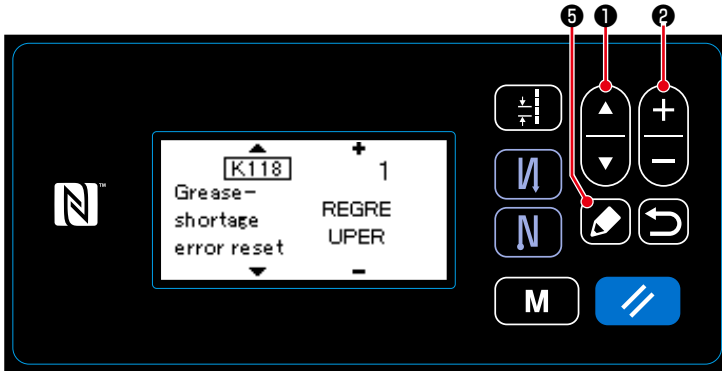 ❺ ❶ ❷
K118
1
Grease-
shortage
error reset
REGRE
UPER
M